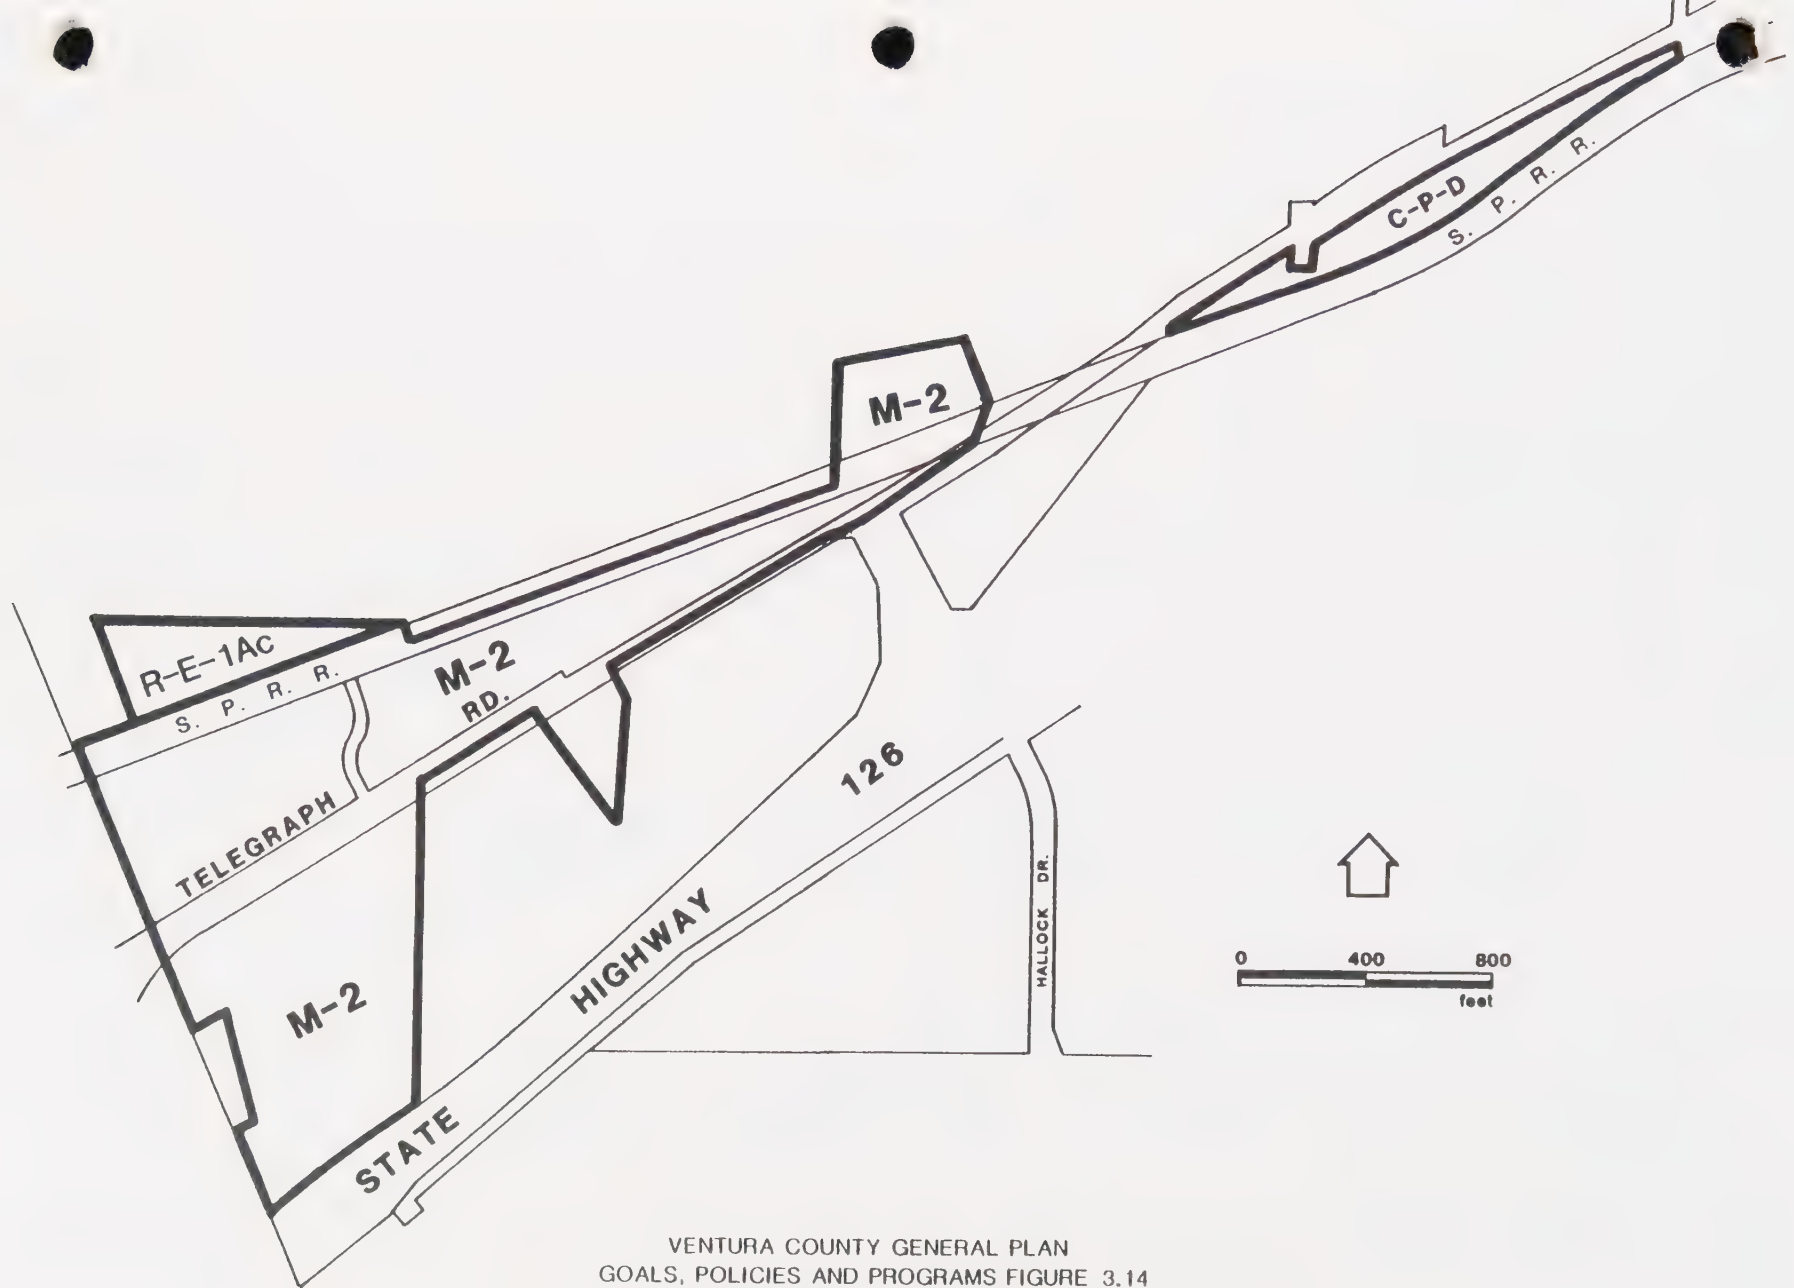 C-P-D
S. P. R. R.
M-2
R-E-1Ac
S. P. R. R.
M-2
TELEGRAPH RD.
126
HALLOCK DR.
0 400 800
feet
HIGHWAY
M-2
STATE
VENTURA COUNTY GENERAL PLAN
GOALS, POLICIES AND PROGRAMS FIGURE 3.14